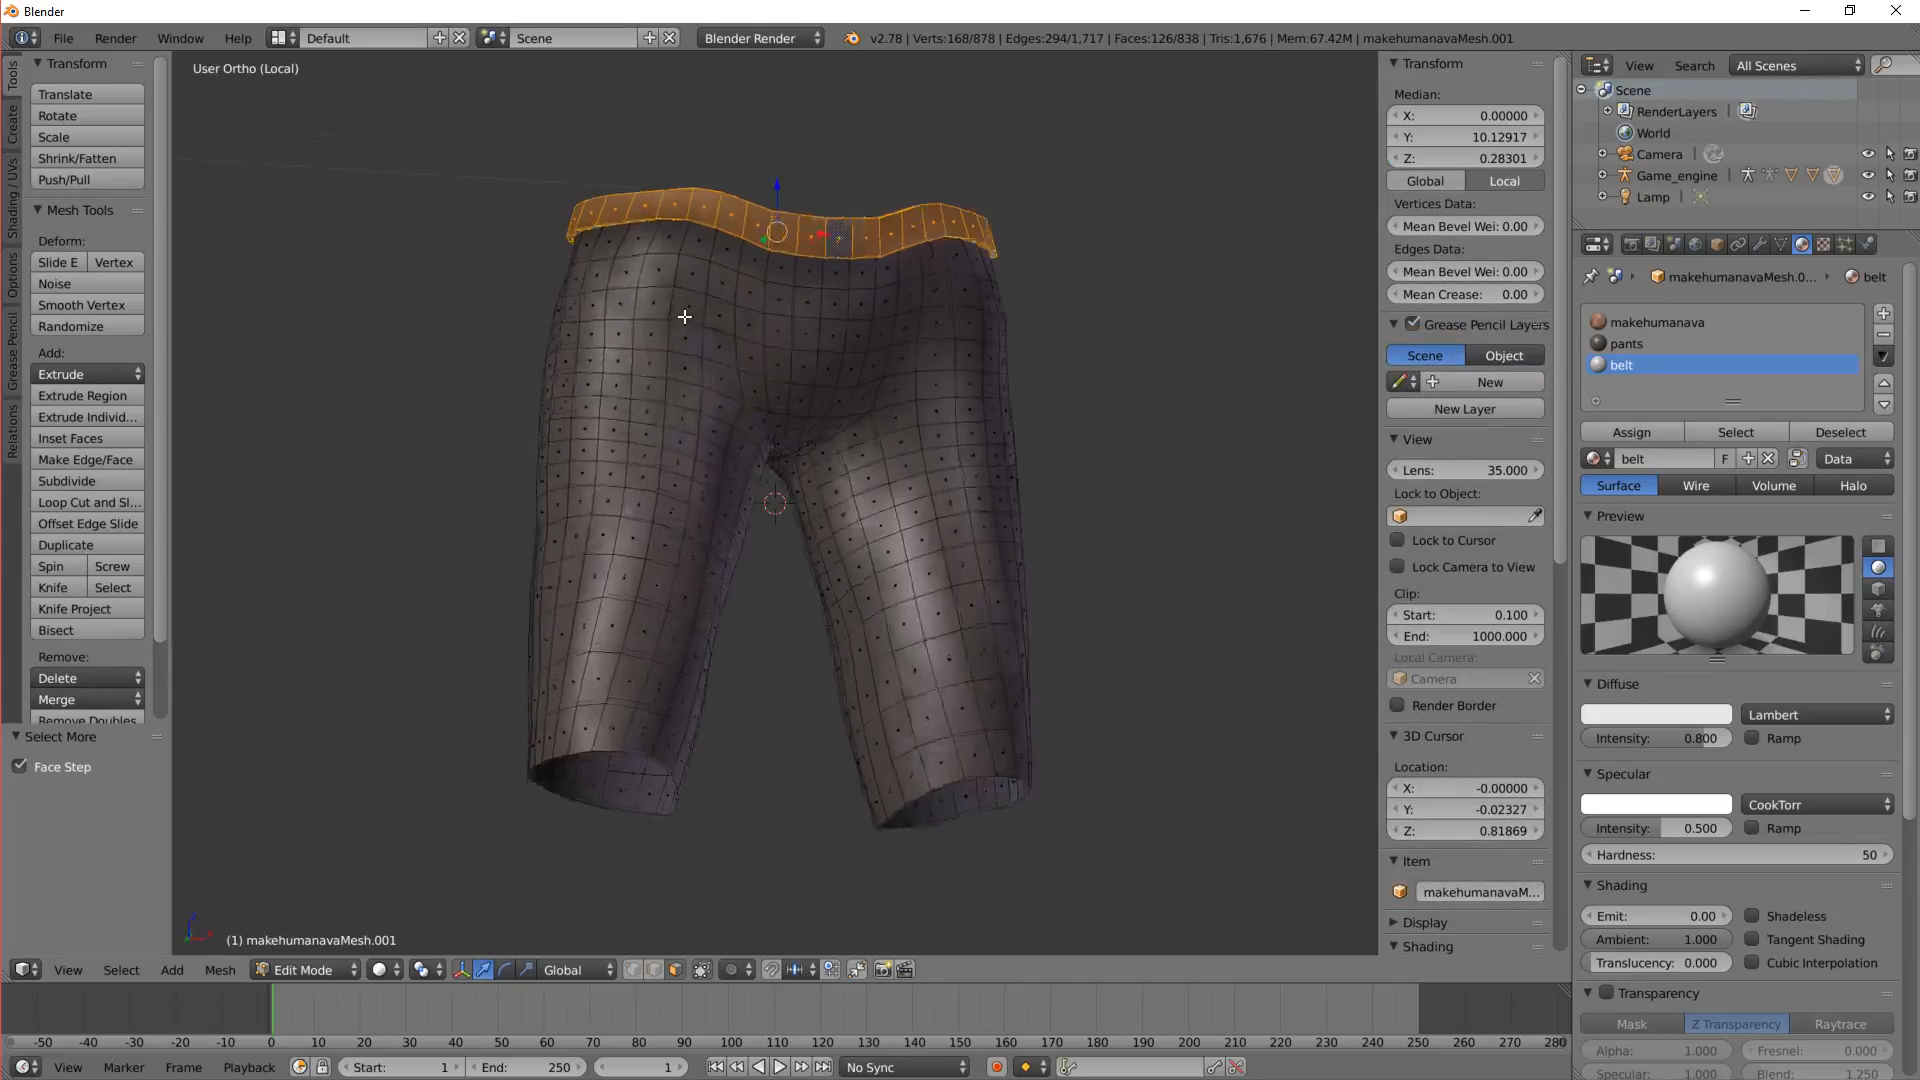 Blender
File Render Window Help Default Scene Blender Render v2.78 | Verts:168/878 | Edges:294/1,717 | Faces:126/838 | Tris:1,676 | Mem:67.42M | makehumanavaMesh.001
Tools
Create
Shading / UVs
Options
Grease Pencil
Relations
Transform
Translate
Rotate
Scale
Shrink/Fatten
Push/Pull
Mesh Tools
Deform:
Slide E Vertex
Noise
Smooth Vertex
Randomize
Add:
Extrude
Extrude Region
Extrude Individ...
Inset Faces
Make Edge/Face
Subdivide
Loop Cut and Sl...
Offset Edge Slide
Duplicate
Spin Screw
Knife Select
Knife Project
Bisect
Remove:
Delete
Merge
Remove Doubles
Select More
Face Step
User Ortho (Local)
(1) makehumanavaMesh.001
Transform
Median:
X: 0.00000
Y: 10.12917
Z: 0.28301
Global Local
Vertices Data:
Mean Bevel Wei: 0.00
Edges Data:
Mean Bevel Wei: 0.00
Mean Crease: 0.00
Grease Pencil Layers
Scene Object
New
New Layer
View
Lens: 35.000
Lock to Object:
Lock to Cursor
Lock Camera to View
Clip:
Start: 0.100
End: 1000.000
Local Camera:
Camera
Render Border
3D Cursor
Location:
X: -0.00000
Y: -0.02327
Z: 0.81869
Item
makehumanavaM...
Display
Shading
View Search All Scenes
Scene
RenderLayers |
World
Camera |
Game_engine |
Lamp |
makehumanavaMesh.0... belt
makehumanava
pants
belt
Assign Select Deselect
belt F Data
Surface Wire Volume Halo
Preview
Diffuse
Lambert
Intensity: 0.800 Ramp
Specular
CookTorr
Intensity: 0.500 Ramp
Hardness: 50
Shading
Emit: 0.00 Shadeless
Ambient: 1.000 Tangent Shading
Translucency: 0.000 Cubic Interpolation
Transparency
Mask Z Transparency Raytrace
Alpha: 1.000 Fresnel: 0.000
Specular: 1.000 Blend: 1.250
View Select Add Mesh Edit Mode Global
-50 -40 -30 -20 -10 0 10 20 30 40 50 60 70 80 90 100 110 120 130 140 150 160 170 180 190 200 210 220 230 240 250 260 270 280
View Marker Frame Playback Start: 1 End: 250 1 No Sync